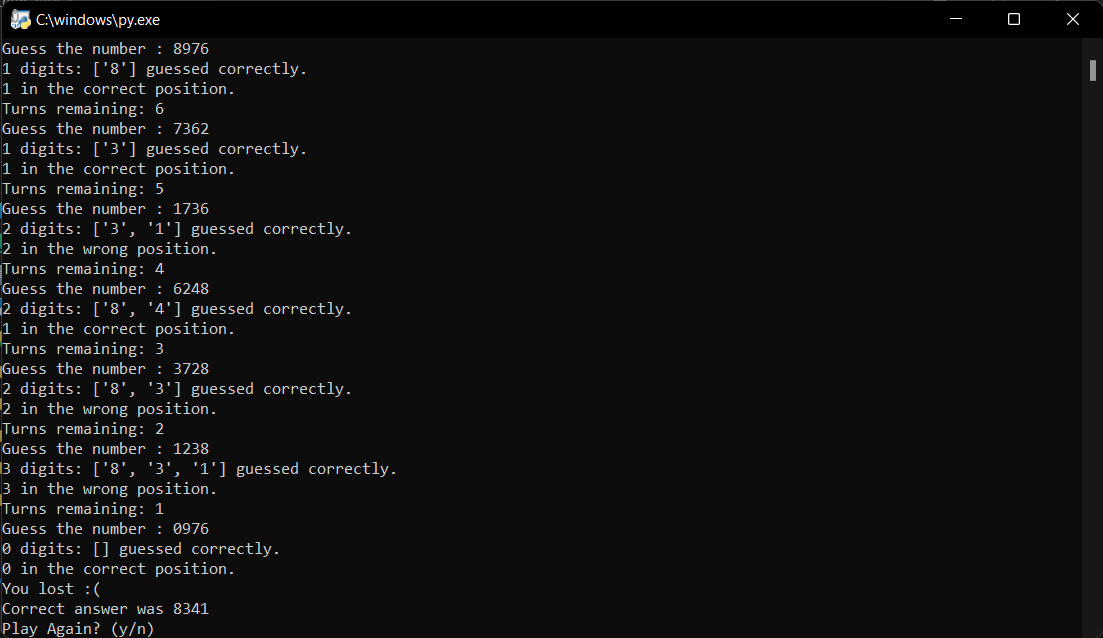 C:\windows\py.exe
Guess the number : 8976
1 digits: ['8'] guessed correctly.
1 in the correct position.
Turns remaining: 6
Guess the number : 7362
1 digits: ['3'] guessed correctly.
1 in the correct position.
Turns remaining: 5
Guess the number : 1736
2 digits: ['3', '1'] guessed correctly.
2 in the wrong position.
Turns remaining: 4
Guess the number : 6248
2 digits: ['8', '4'] guessed correctly.
1 in the correct position.
Turns remaining: 3
Guess the number : 3728
2 digits: ['8', '3'] guessed correctly.
2 in the wrong position.
Turns remaining: 2
Guess the number : 1238
3 digits: ['8', '3', '1'] guessed correctly.
3 in the wrong position.
Turns remaining: 1
Guess the number : 0976
0 digits: [] guessed correctly.
0 in the correct position.
You lost :(
Correct answer was 8341
Play Again? (y/n)